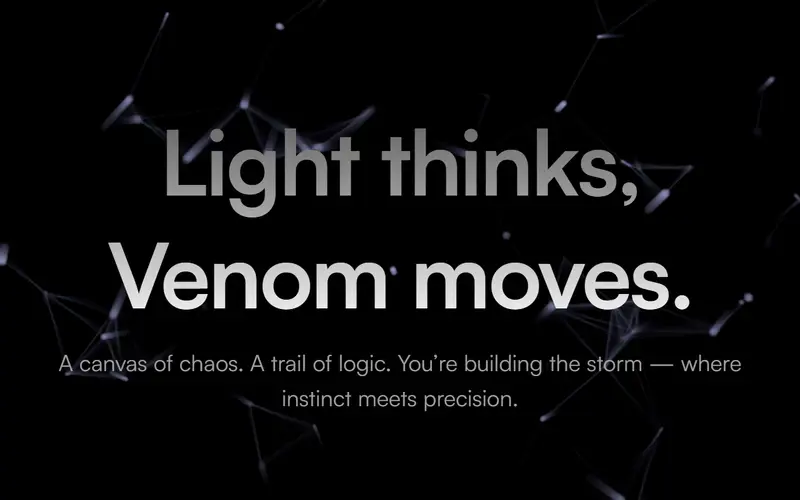 Light thinks,
Venom moves.
A canvas of chaos. A trail of logic. You’re building the storm — where
instinct meets precision.